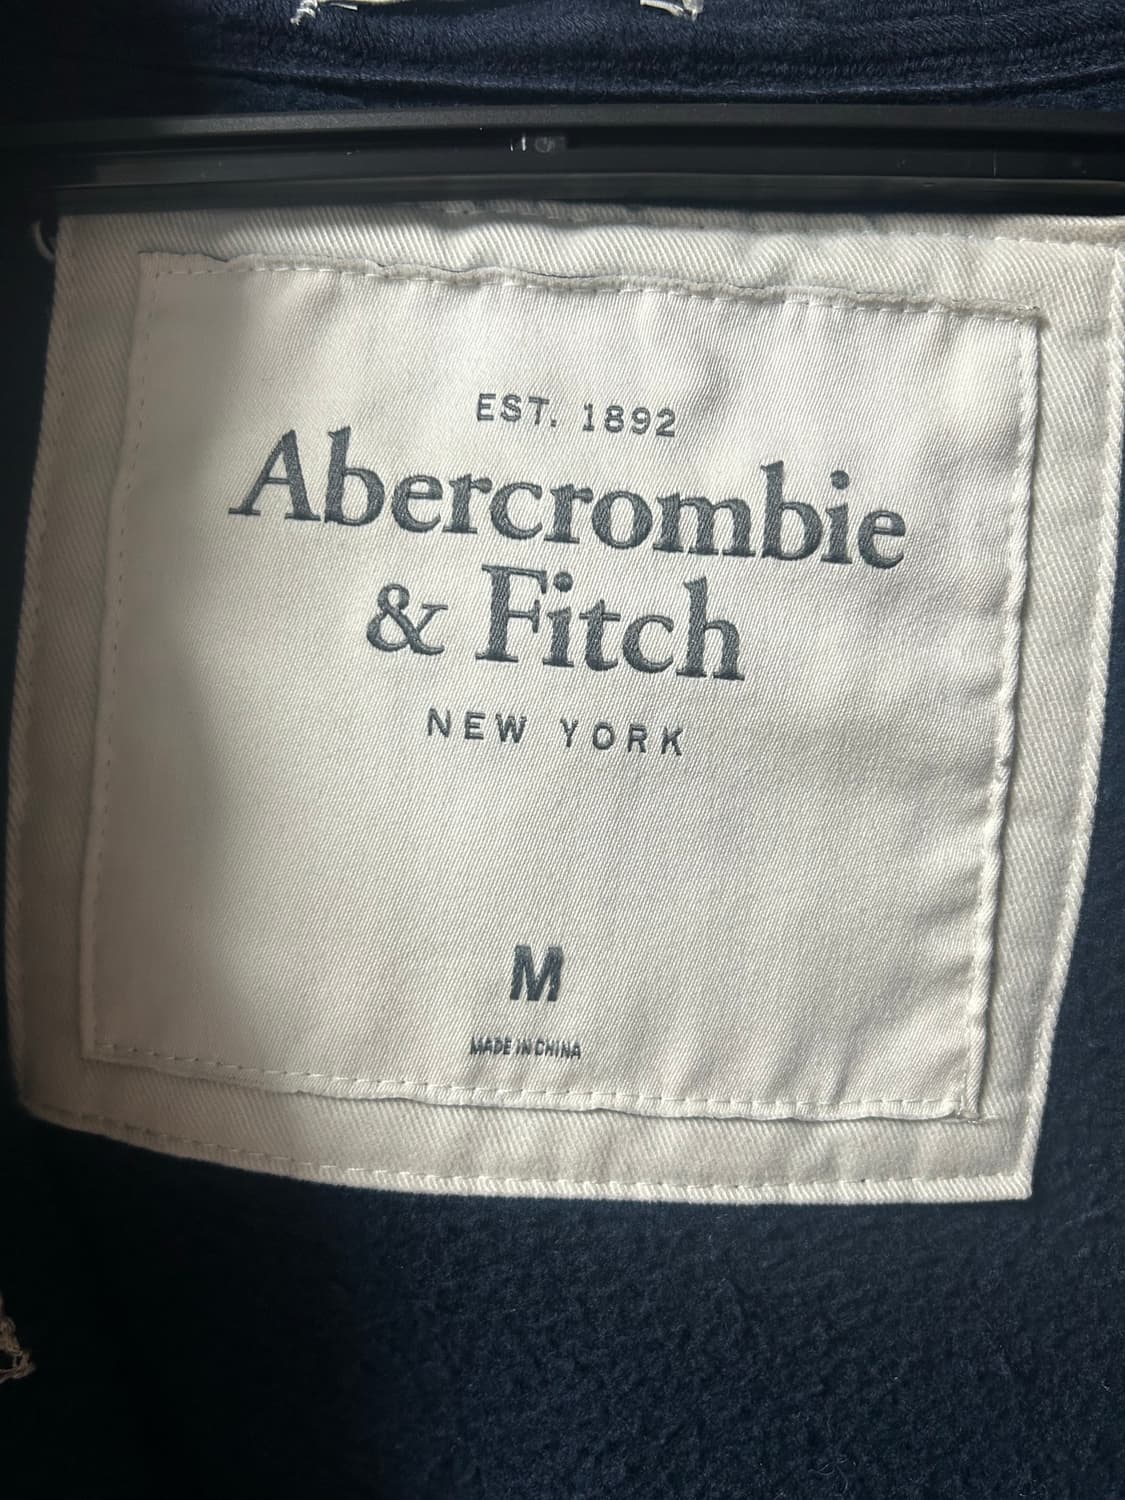 EST. 1892
Abercrombie
& Fitch
NEW YORK
M
MADE IN CHINA